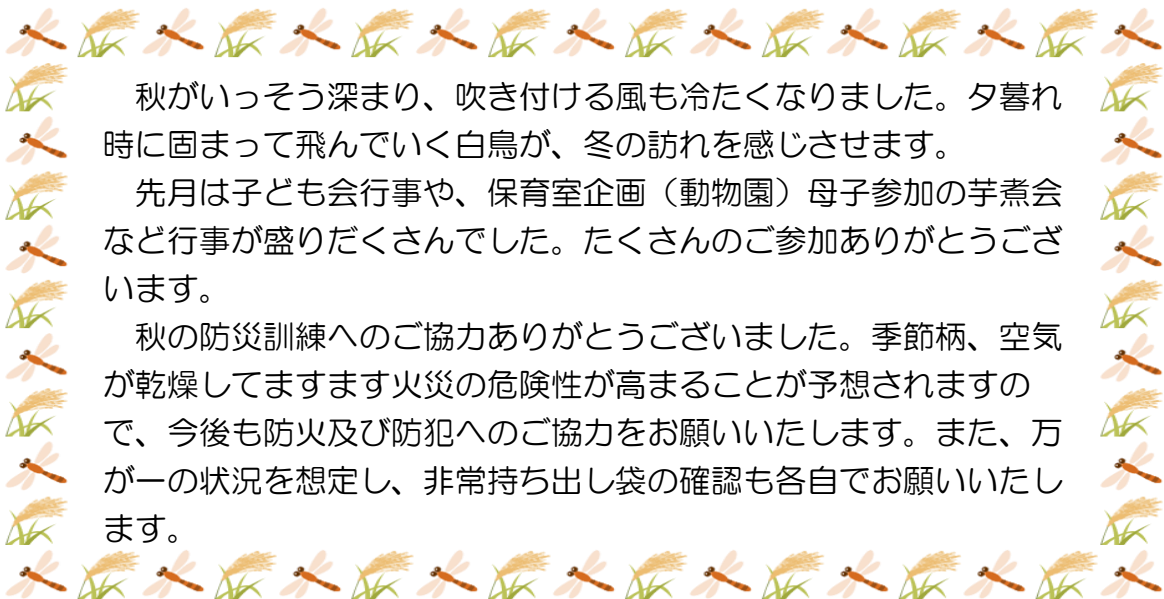 秋がいっそう深まり、吹き付ける風も冷たくなりました。夕暮れ
時に固まって飛んでいく白鳥が、冬の訪れを感じさせます。
　先月は子ども会行事や、保育室企画（動物園）母子参加の芋煮会
など行事が盛りだくさんでした。たくさんのご参加ありがとうござ
います。
　秋の防災訓練へのご協力ありがとうございました。季節柄、空気
が乾燥してますます火災の危険性が高まることが予想されますの
で、今後も防火及び防犯へのご協力をお願いいたします。また、万
が一の状況を想定し、非常持ち出し袋の確認も各自でお願いいたし
ます。